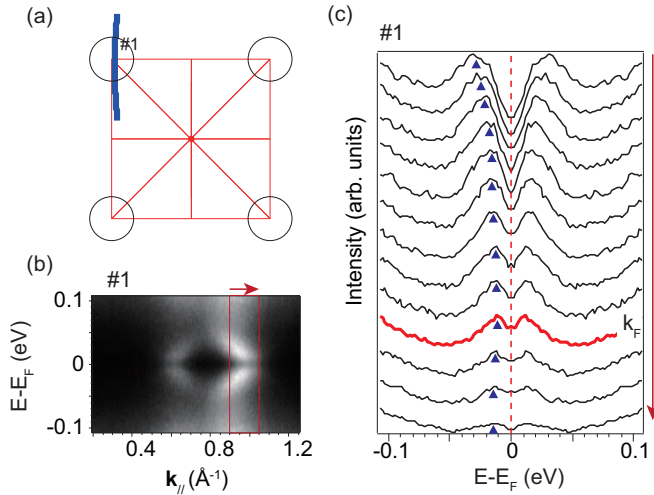 (a)
#1
(b)
#1
E-E_F (eV)
0.1
0
-0.1
0.4
0.8
1.2
k_// (Å⁻¹)
(c)
#1
Intensity (arb. units)
k_F
-0.1
0
0.1
E-E_F (eV)